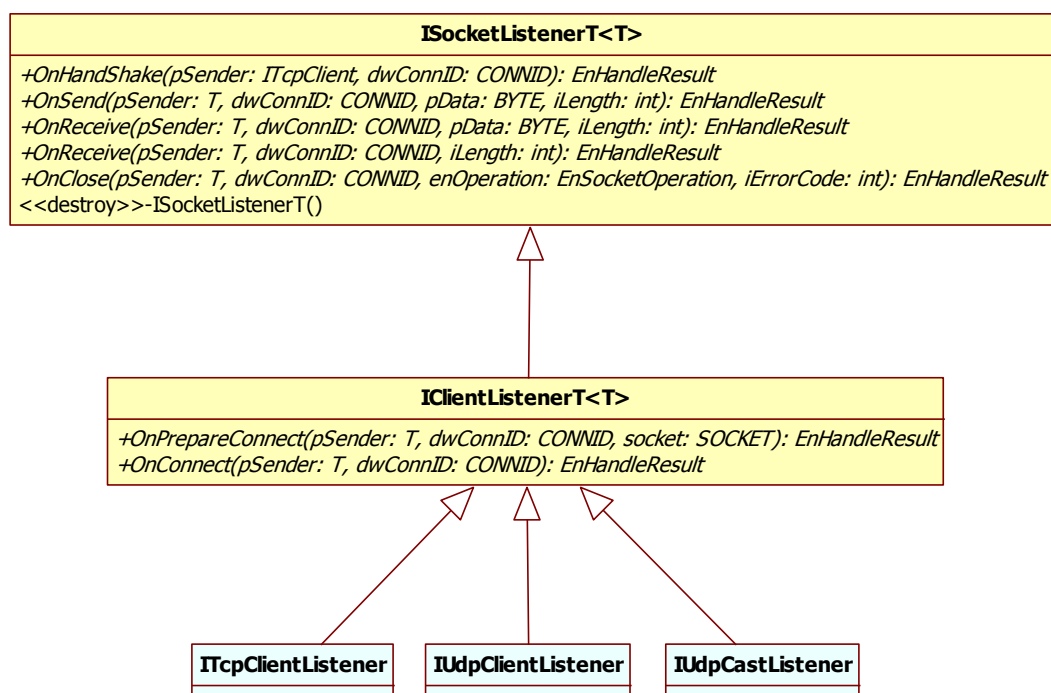 ISocketListenerT<T>
+OnHandShake(pSender: ITcpClient, dwConnID: CONNID): EnHandleResult
+OnSend(pSender: T, dwConnID: CONNID, pData: BYTE, iLength: int): EnHandleResult
+OnReceive(pSender: T, dwConnID: CONNID, pData: BYTE, iLength: int): EnHandleResult
+OnReceive(pSender: T, dwConnID: CONNID, iLength: int): EnHandleResult
+OnClose(pSender: T, dwConnID: CONNID, enOperation: EnSocketOperation, iErrorCode: int): EnHandleResult
<<destroy>>-ISocketListenerT()
IClientListenerT<T>
+OnPrepareConnect(pSender: T, dwConnID: CONNID, socket: SOCKET): EnHandleResult
+OnConnect(pSender: T, dwConnID: CONNID): EnHandleResult
ITcpClientListener
IUdpClientListener
IUdpCastListener